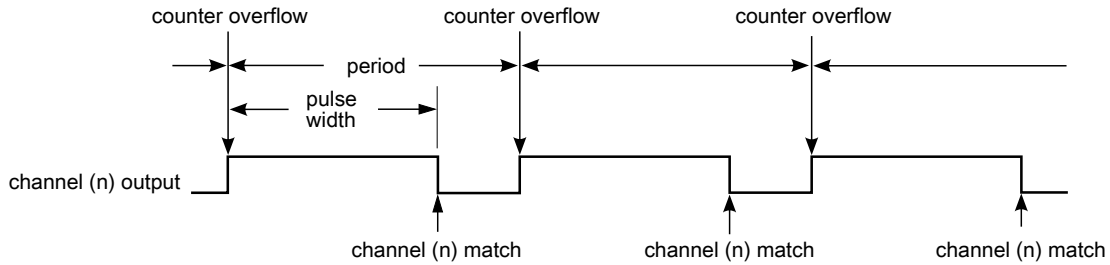 counter overflow
counter overflow
counter overflow
period
pulse
width
channel (n) output
channel (n) match
channel (n) match
channel (n) match